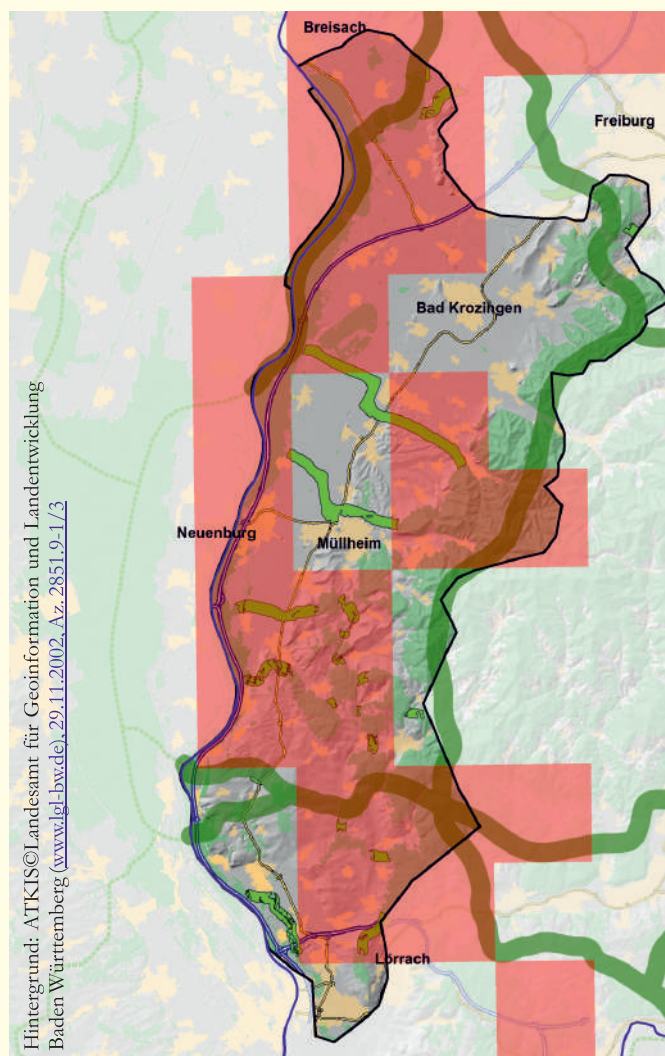 Breisach
Freiburg
Bad Krozingen
Neuenburg
Müllheim
Lörrach
Hintergrund: ATKIS©Landesamt für Geoinformation und Landentwicklung
Baden Württemberg (www.lgl-bw.de), 29.11.2002, Az. 2851.9-1/3